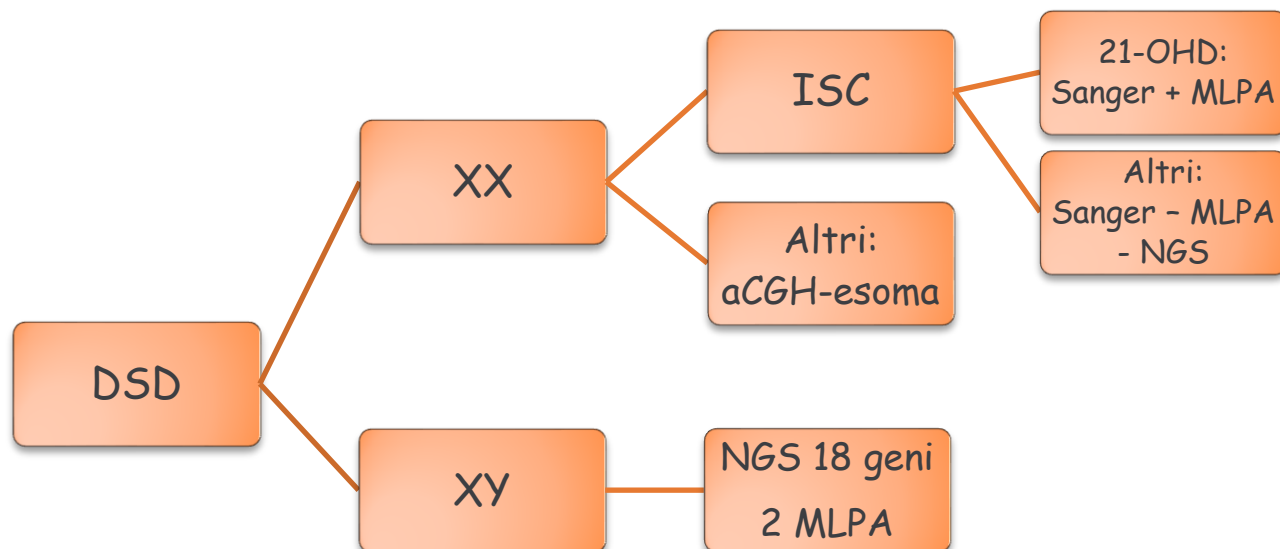 DSD
XX
ISC
21-OHD:
Sanger + MLPA
Altri:
Sanger – MLPA
- NGS
Altri:
aCGH-esoma
XY
NGS 18 geni
2 MLPA